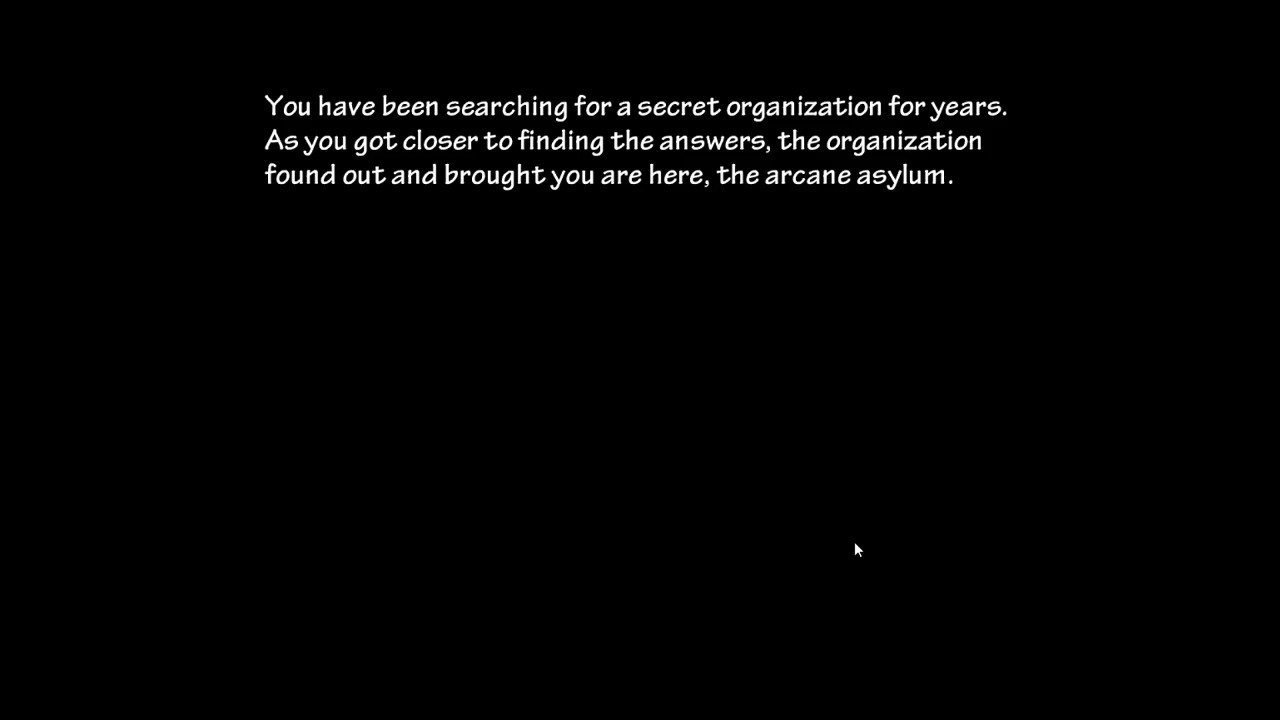 You have been searching for a secret organization for years.
As you got closer to finding the answers, the organization
found out and brought you are here, the arcane asylum.